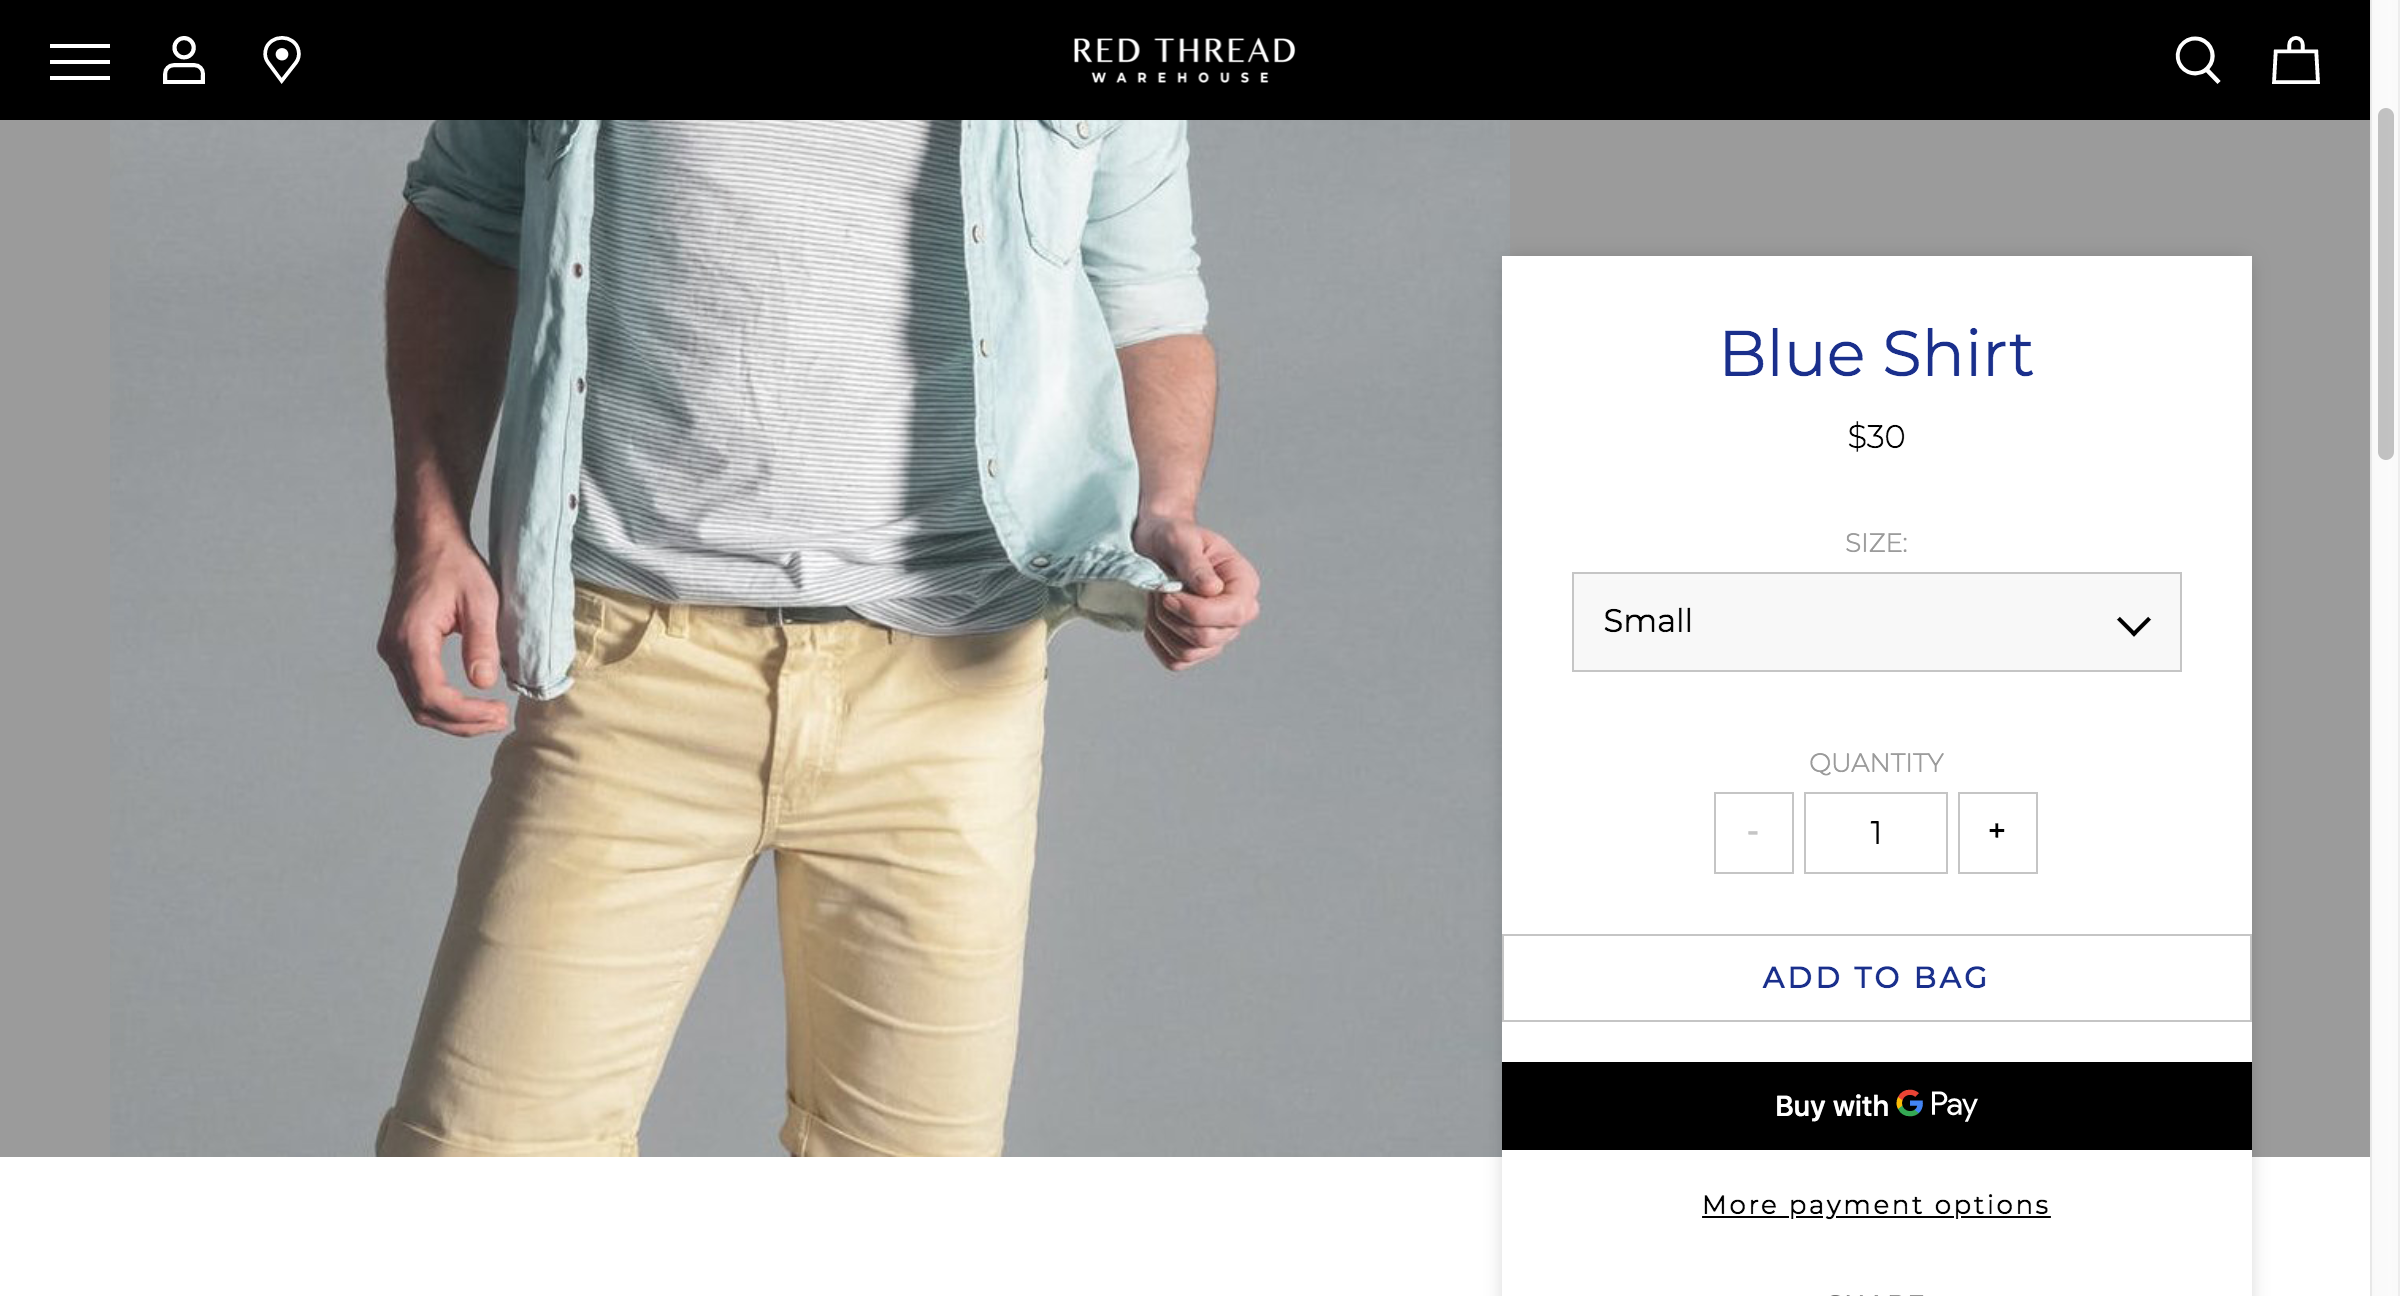 RED THREAD
WAREHOUSE
Blue Shirt
$30
SIZE:
Small
QUANTITY
- 1 +
ADD TO BAG
Buy with G Pay
More payment options